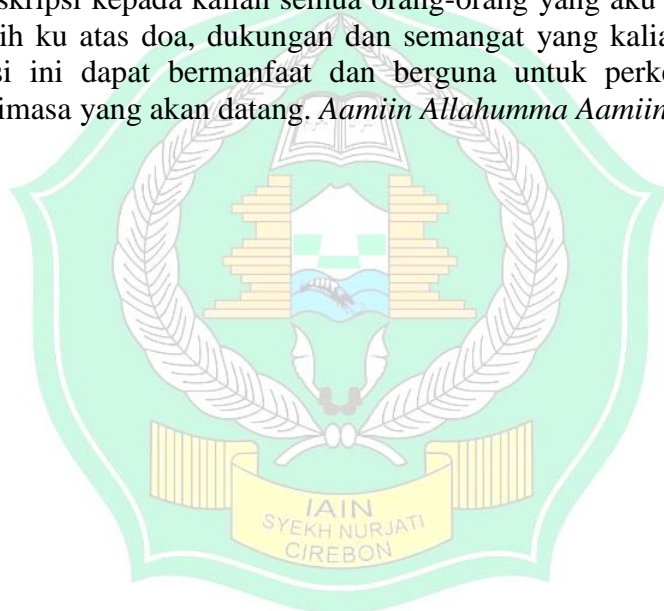 skripsi kepada kalian semua orang-orang yang aku
ih ku atas doa, dukungan dan semangat yang kalia
si ini dapat bermanfaat dan berguna untuk perke
imasa yang akan datang. Aamiin Allahumma Aamiin
IAIN
SYEKH NURJATI
CIREBON